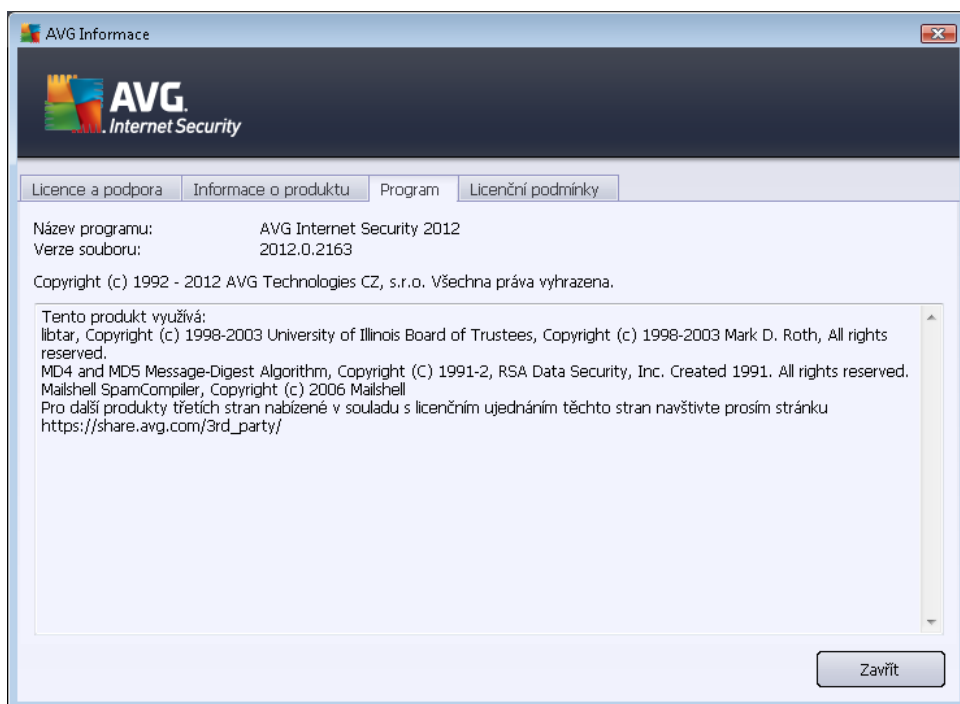 AVG Informace
AVG.
Internet Security
Licence a podpora
Informace o produktu
Program
Licenční podmínky
Název programu: AVG Internet Security 2012
Verze souboru: 2012.0.2163
Copyright (c) 1992 - 2012 AVG Technologies CZ, s.r.o. Všechna práva vyhrazena.
Tento produkt využívá:
libtar, Copyright (c) 1998-2003 University of Illinois Board of Trustees, Copyright (c) 1998-2003 Mark D. Roth, All rights
reserved.
MD4 and MD5 Message-Digest Algorithm, Copyright (C) 1991-2, RSA Data Security, Inc. Created 1991. All rights reserved.
Mailshell SpamCompiler, Copyright (c) 2006 Mailshell
Pro další produkty třetích stran nabízené v souladu s licenčním ujednáním těchto stran navštivte prosím stránku
https://share.avg.com/3rd_party/
Zavřít